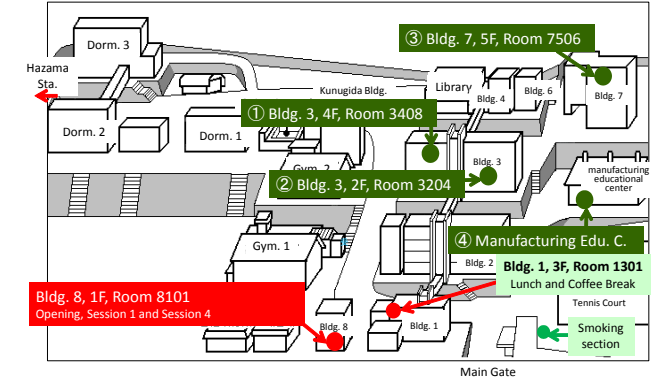 Dorm. 3
③ Bldg. 7, 5F, Room 7506
Hazama
Sta.
Kunugida Bldg.
Library
Bldg. 4
Bldg. 6
Bldg. 7
① Bldg. 3, 4F, Room 3408
Dorm. 2
Dorm. 1
Gym. 2
Bldg. 3
manufacturing
educational
center
② Bldg. 3, 2F, Room 3204
④ Manufacturing Edu. C.
Gym. 1
Bldg. 2
Bldg. 1, 3F, Room 1301
Lunch and Coffee Break
Bldg. 8, 1F, Room 8101
Opening, Session 1 and Session 4
Tennis Court
Bldg. 8
Bldg. 1
Smoking
section
Main Gate